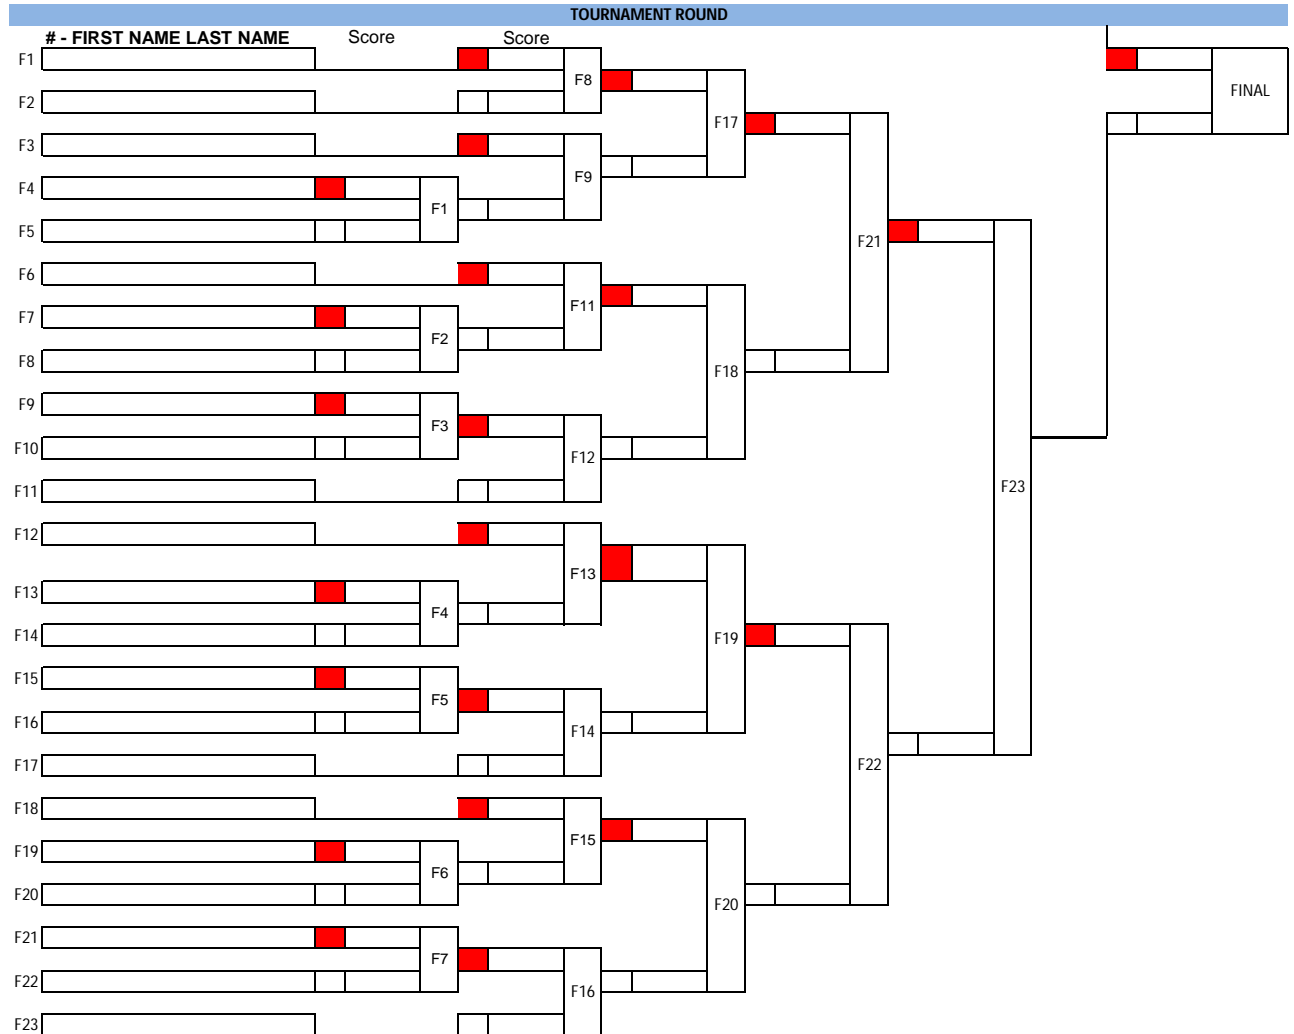 TOURNAMENT ROUND
# - FIRST NAME LAST NAME Score Score
F1
F8
FINAL
F2
F17
F3
F9
F4
F1
F5
F21
F6
F11
F7
F2
F8
F18
F9
F3
F10
F12
F11
F23
F12
F13
F13
F4
F14
F19
F15
F5
F16
F14
F17
F22
F18
F15
F19
F6
F20
F20
F21
F7
F22
F16
F23